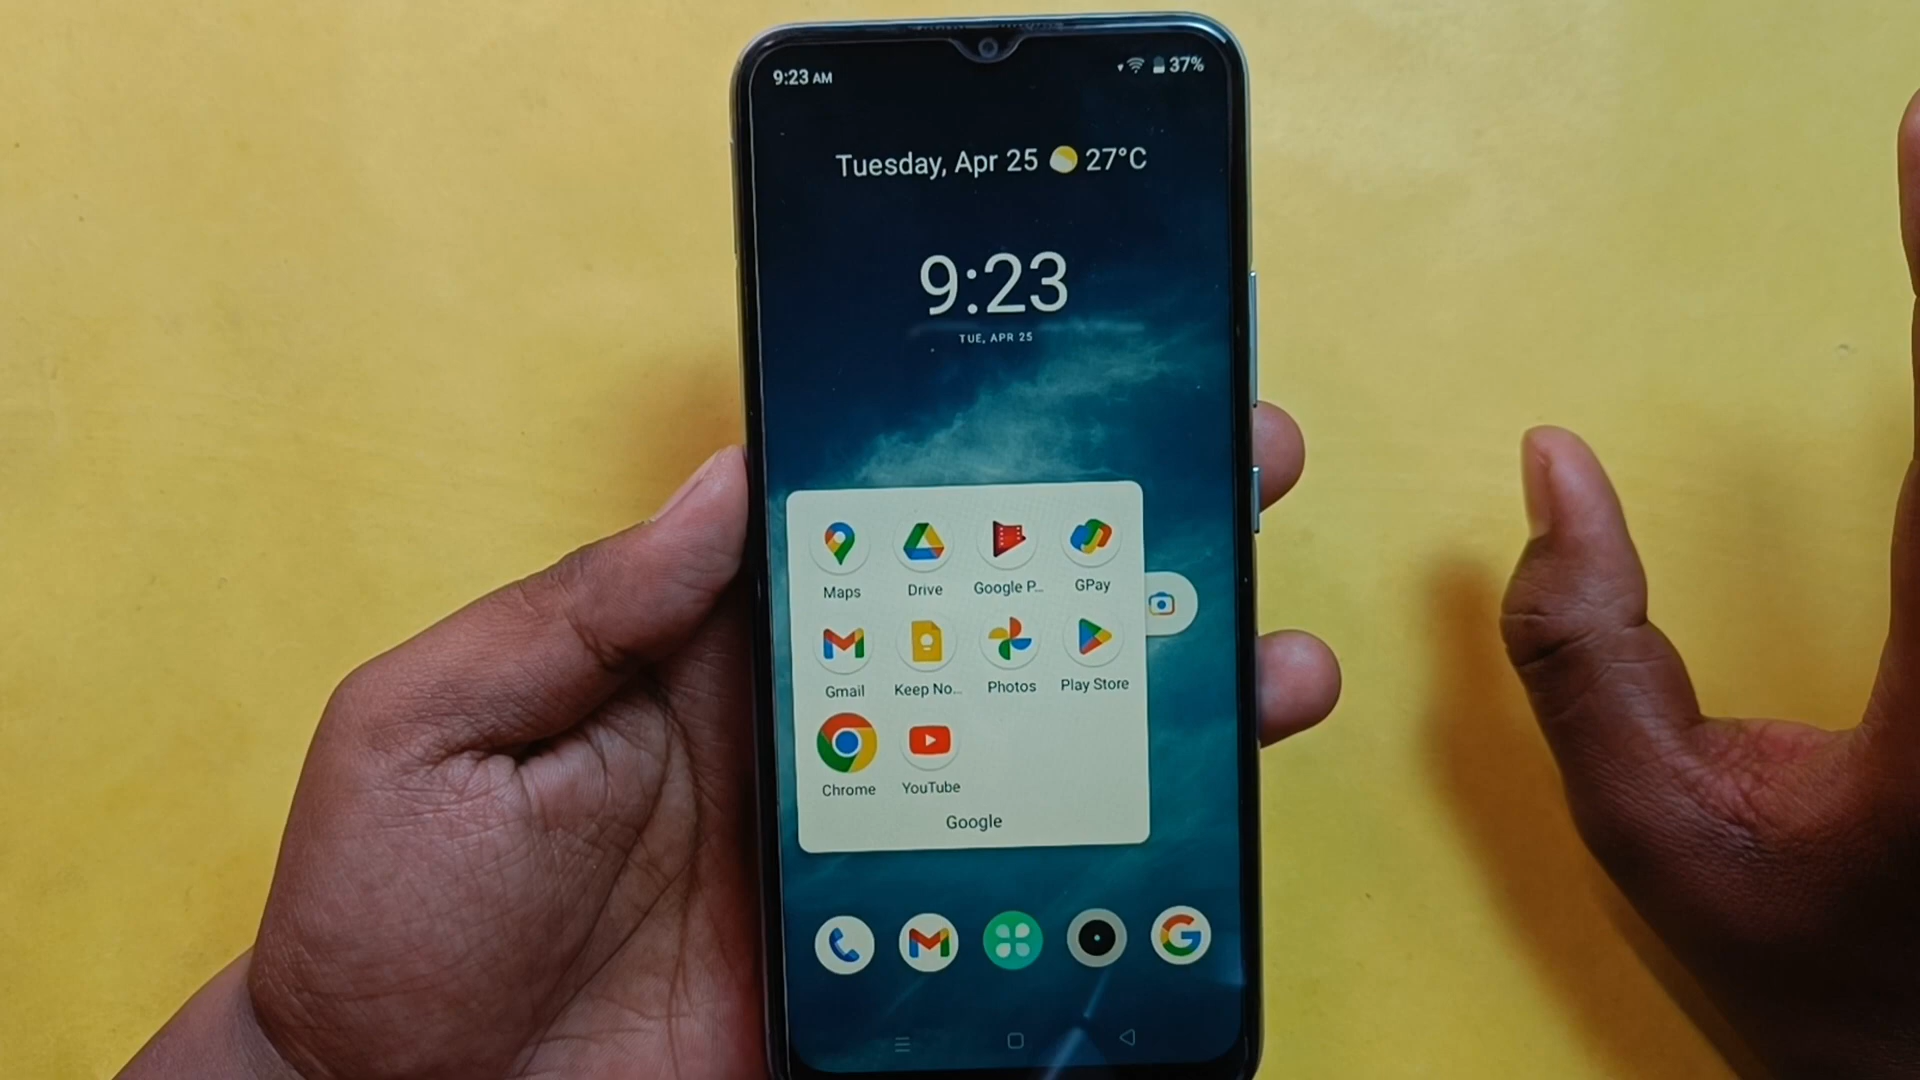 9:23 AM
37%
Tuesday, Apr 25 27°C
9:23
TUE, APR 25
Maps Drive Google P... GPay
Gmail Keep No... Photos Play Store
Chrome YouTube
Google